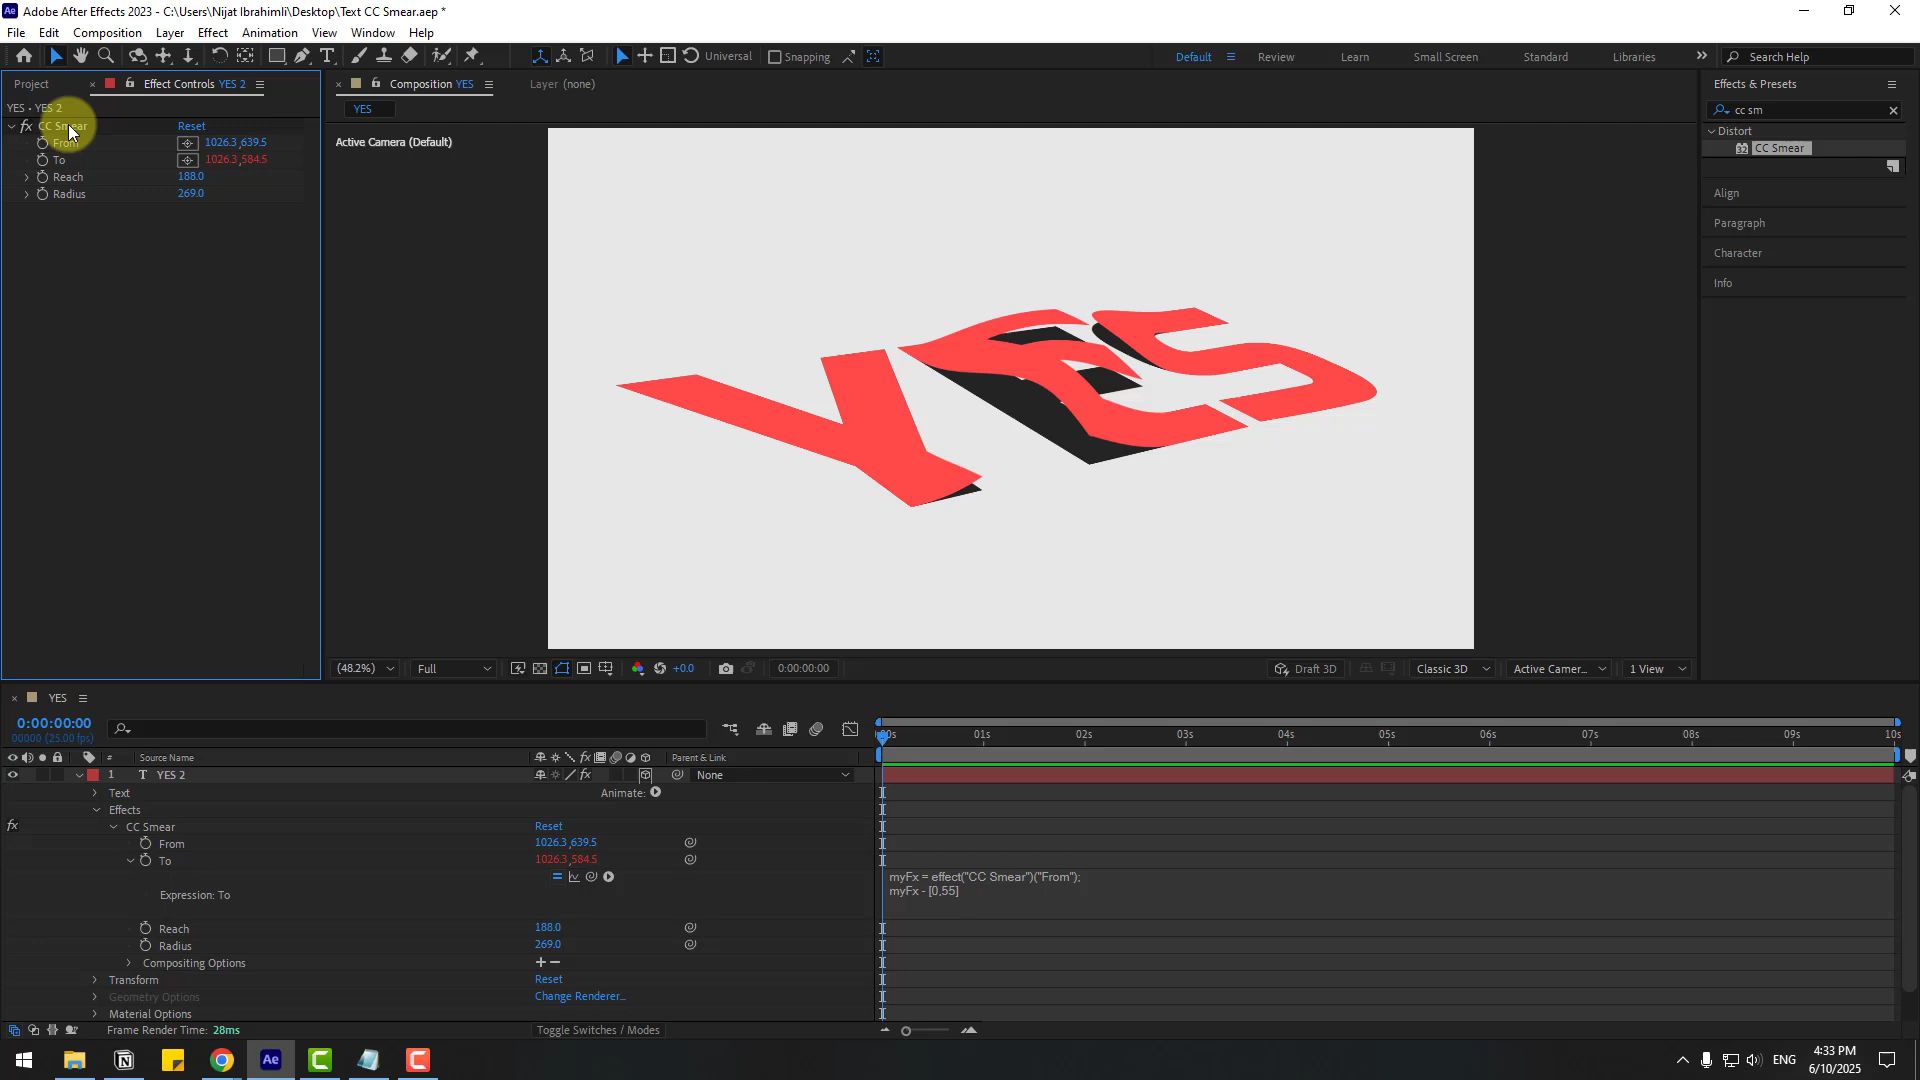 Adobe After Effects 2023 - C:\Users\Nijat Ibrahimli\Desktop\Text CC Smear.aep *
File Edit Composition Layer Effect Animation View Window Help
Universal Snapping Default Review Learn Small Screen Standard Libraries Search Help
Project Effect Controls YES 2 Composition YES Layer (none) Effects & Presets
YES • YES 2
YES
cc sm
CC Smear Reset
Distort
From 1026.3,639.5
Active Camera (Default)
CC Smear
To 1026.3,584.5
Reach 188.0
Radius 269.0
Align
Paragraph
Character
Info
YES
(48.2%) Full +0.0 0:00:00:00 Draft 3D Classic 3D Active Camer... 1 View
YES
0:00:00:00
00000 (25.00 fps)
:00s 01s 02s 03s 04s 05s 06s 07s 08s 09s 10s
# Source Name Parent & Link
1 T YES 2 None
Text Animate:
Effects
CC Smear Reset
From 1026.3,639.5
To 1026.3,584.5
myFx = effect("CC Smear")("From");
myFx - [0,55]
Expression: To
Reach 188.0
Radius 269.0
Compositing Options
Transform Reset
Geometry Options Change Renderer...
Material Options
Frame Render Time: 28ms Toggle Switches / Modes
ENG
4:33 PM
6/10/2025